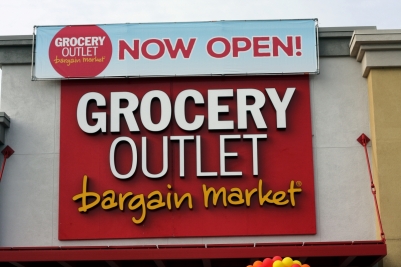 GROCERY
OUTLET
bargain market
NOW OPEN!
GROCERY
OUTLET
bargain market